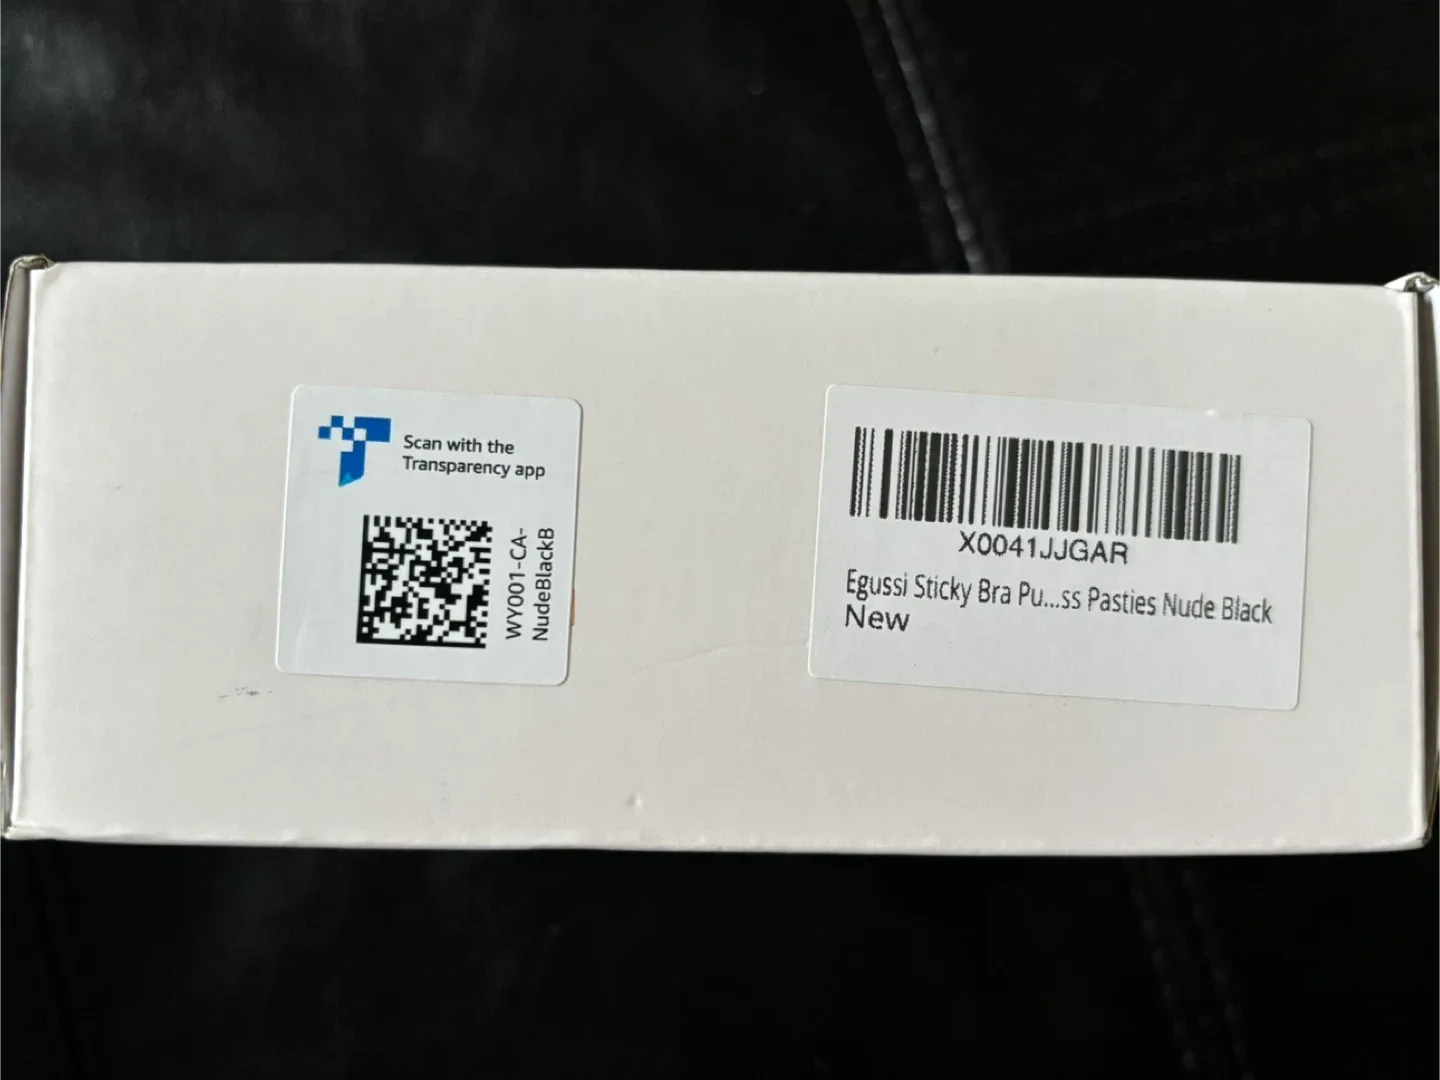 Scan with the
Transparency app
WY001-CA-
NudeBlackB
X0041JJGAR
Egussi Sticky Bra Pu...ss Pasties Nude Black
New